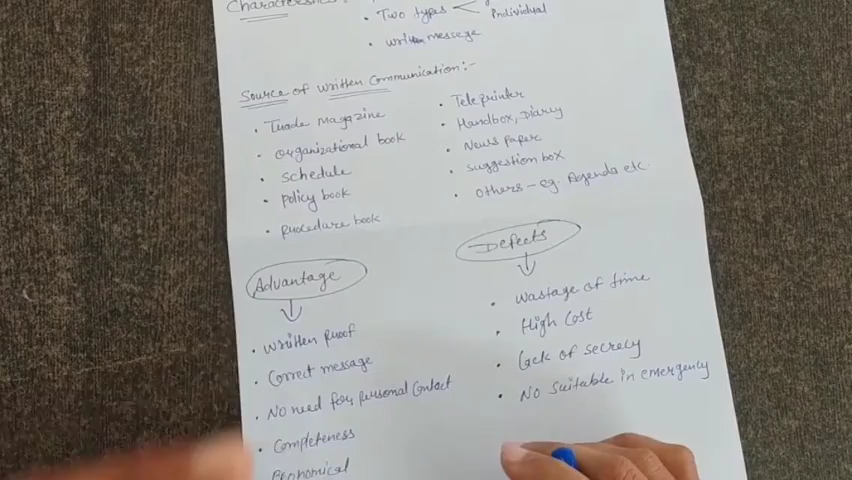 Characteristics :
• Two types
Individual
• written messege
Source of written Communication:-
• Trade magazine
• organizational book
• schedule
• policy book
• procedure book
• Teleprinter
• Handbox, Diary
• News Paper
• suggestion box
• others - eg. Agenda etc.
Advantage
• written proof
• Correct message
• No need for personal Contact
• Completeness
Economical
Defects
• Wastage of time
• High Cost
• Lack of secrecy
• No suitable in emergency